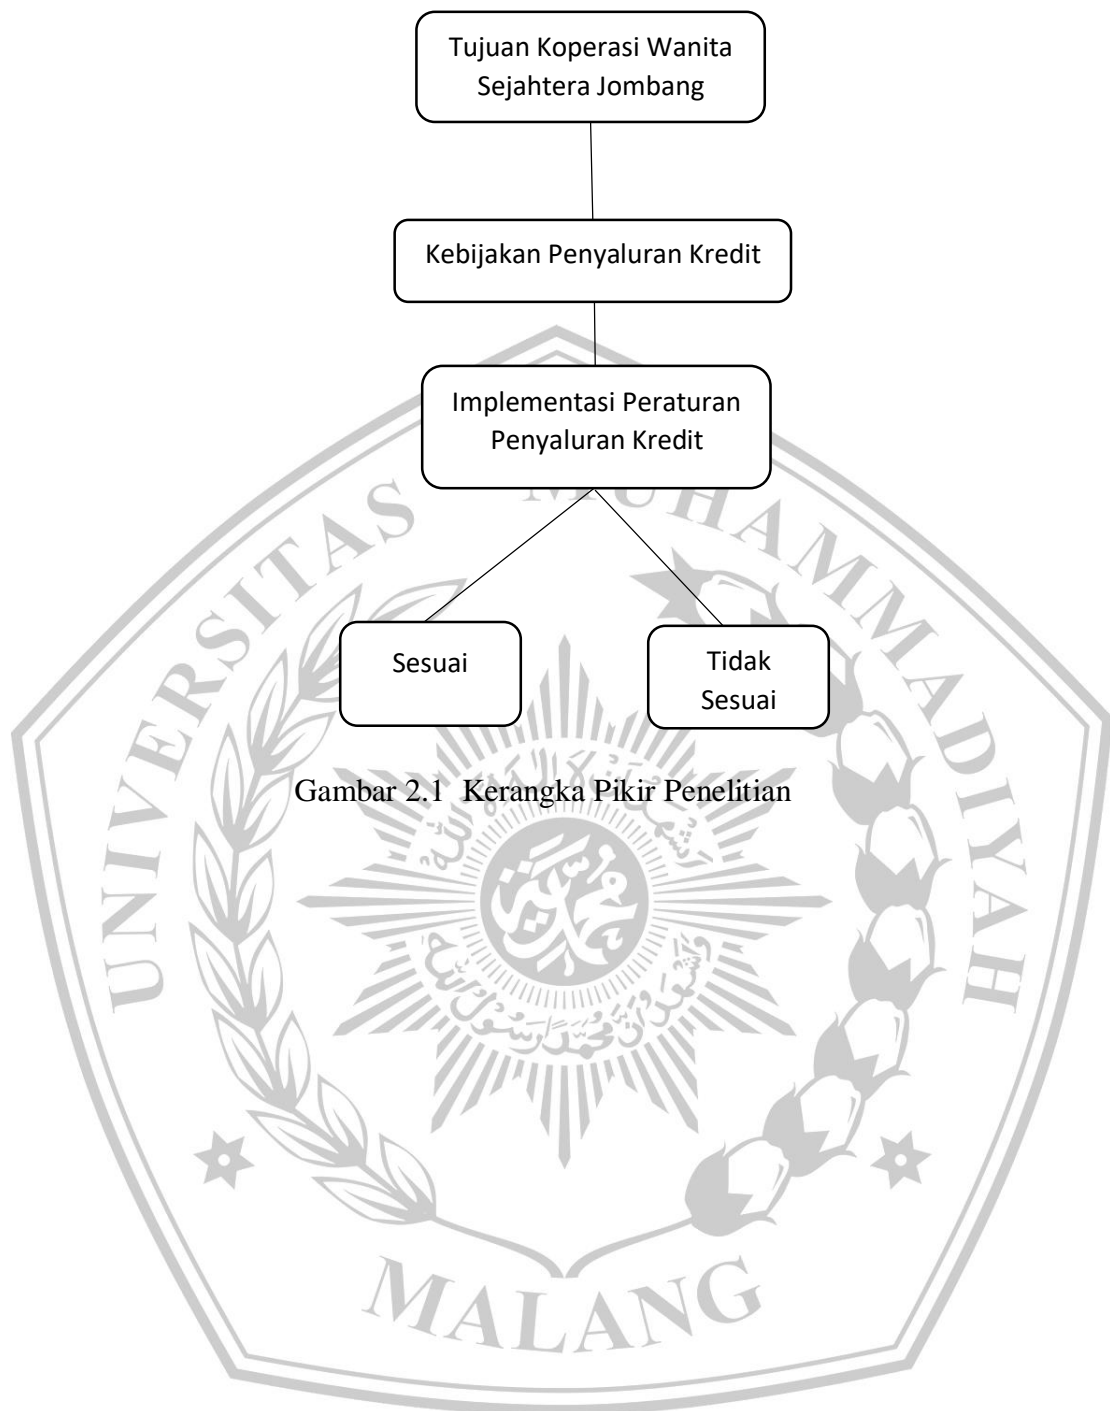 Tujuan Koperasi Wanita
Sejahtera Jombang
Kebijakan Penyaluran Kredit
Implementasi Peraturan
Penyaluran Kredit
Sesuai
Tidak
Sesuai
Gambar 2.1 Kerangka Pikir Penelitian
UNIVERSITAS MUHAMMADIYAH
MALANG